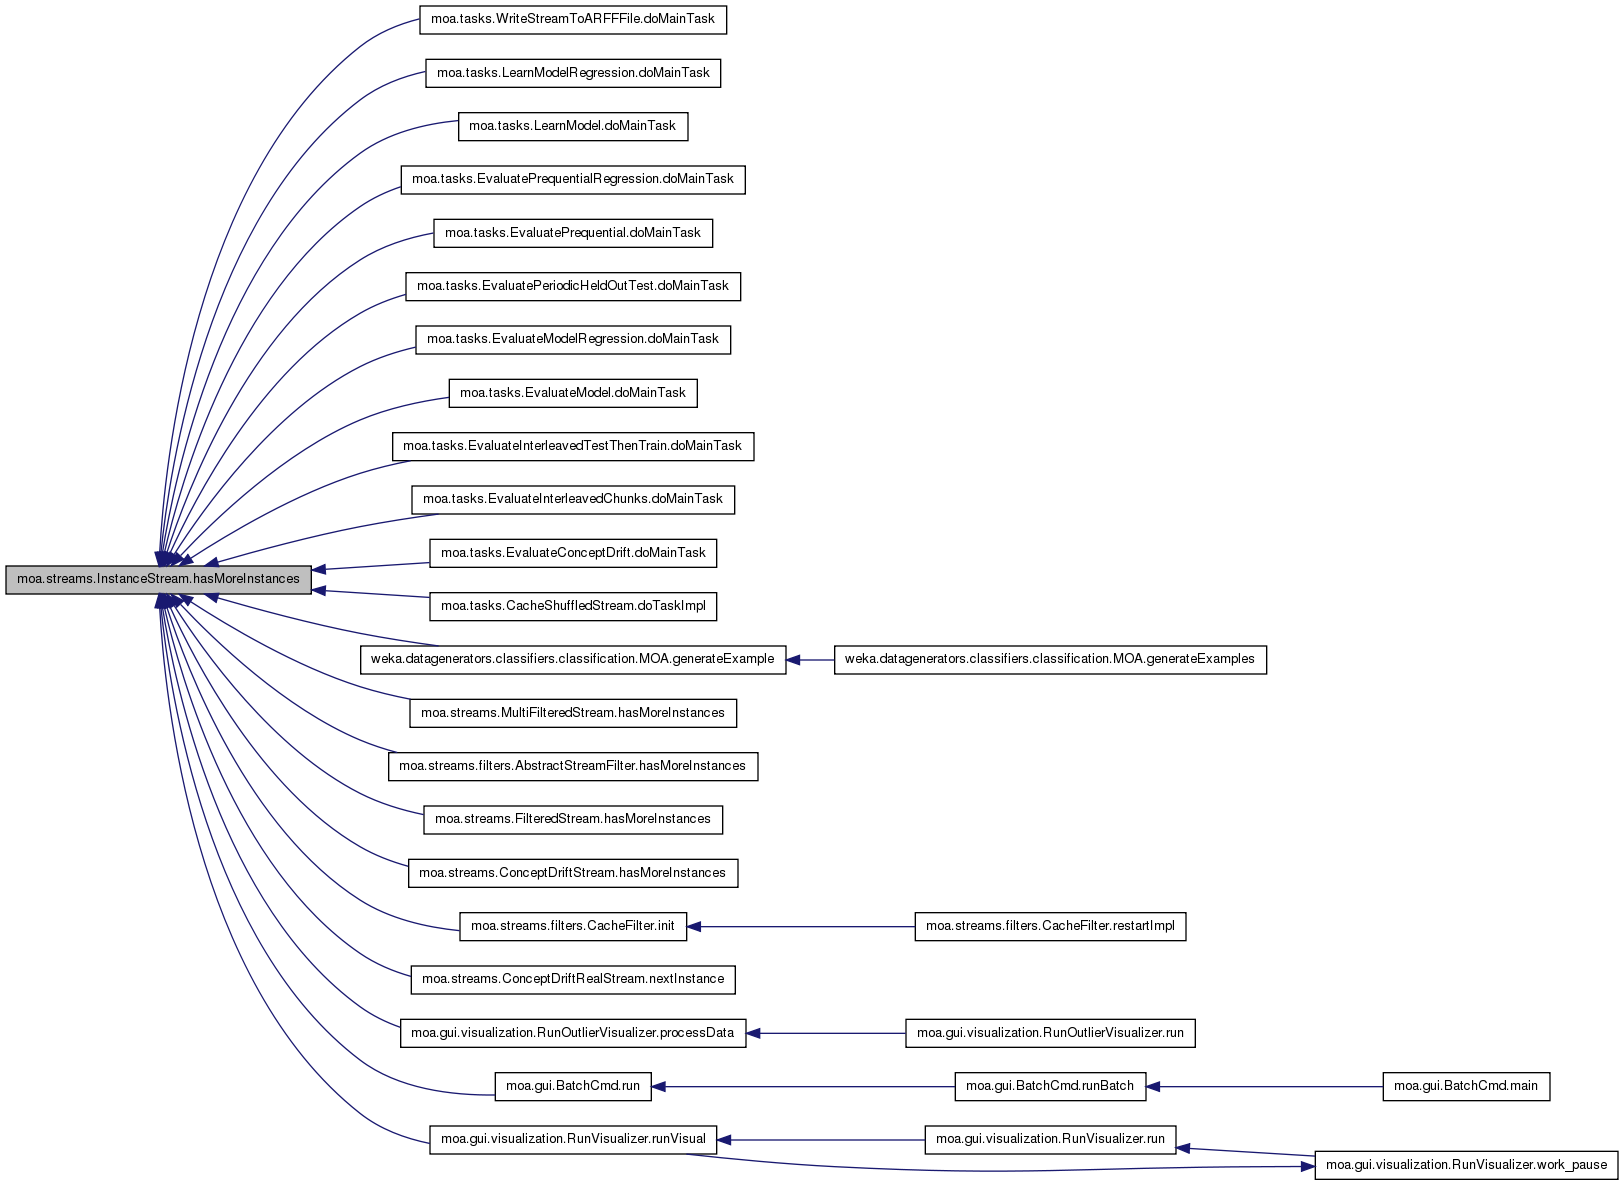 moa.tasks.WriteStreamToARFFFile.doMainTask
moa.tasks.LearnModelRegression.doMainTask
moa.tasks.LearnModel.doMainTask
moa.tasks.EvaluatePrequentialRegression.doMainTask
moa.tasks.EvaluatePrequential.doMainTask
moa.tasks.EvaluatePeriodicHeldOutTest.doMainTask
moa.tasks.EvaluateModelRegression.doMainTask
moa.tasks.EvaluateModel.doMainTask
moa.tasks.EvaluateInterleavedTestThenTrain.doMainTask
moa.tasks.EvaluateInterleavedChunks.doMainTask
moa.tasks.EvaluateConceptDrift.doMainTask
moa.streams.InstanceStream.hasMoreInstances
moa.tasks.CacheShuffledStream.doTaskImpl
weka.datagenerators.classifiers.classification.MOA.generateExample
weka.datagenerators.classifiers.classification.MOA.generateExamples
moa.streams.MultiFilteredStream.hasMoreInstances
moa.streams.filters.AbstractStreamFilter.hasMoreInstances
moa.streams.FilteredStream.hasMoreInstances
moa.streams.ConceptDriftStream.hasMoreInstances
moa.streams.filters.CacheFilter.init
moa.streams.filters.CacheFilter.restartImpl
moa.streams.ConceptDriftRealStream.nextInstance
moa.gui.visualization.RunOutlierVisualizer.processData
moa.gui.visualization.RunOutlierVisualizer.run
moa.gui.BatchCmd.run
moa.gui.BatchCmd.runBatch
moa.gui.BatchCmd.main
moa.gui.visualization.RunVisualizer.runVisual
moa.gui.visualization.RunVisualizer.run
moa.gui.visualization.RunVisualizer.work_pause